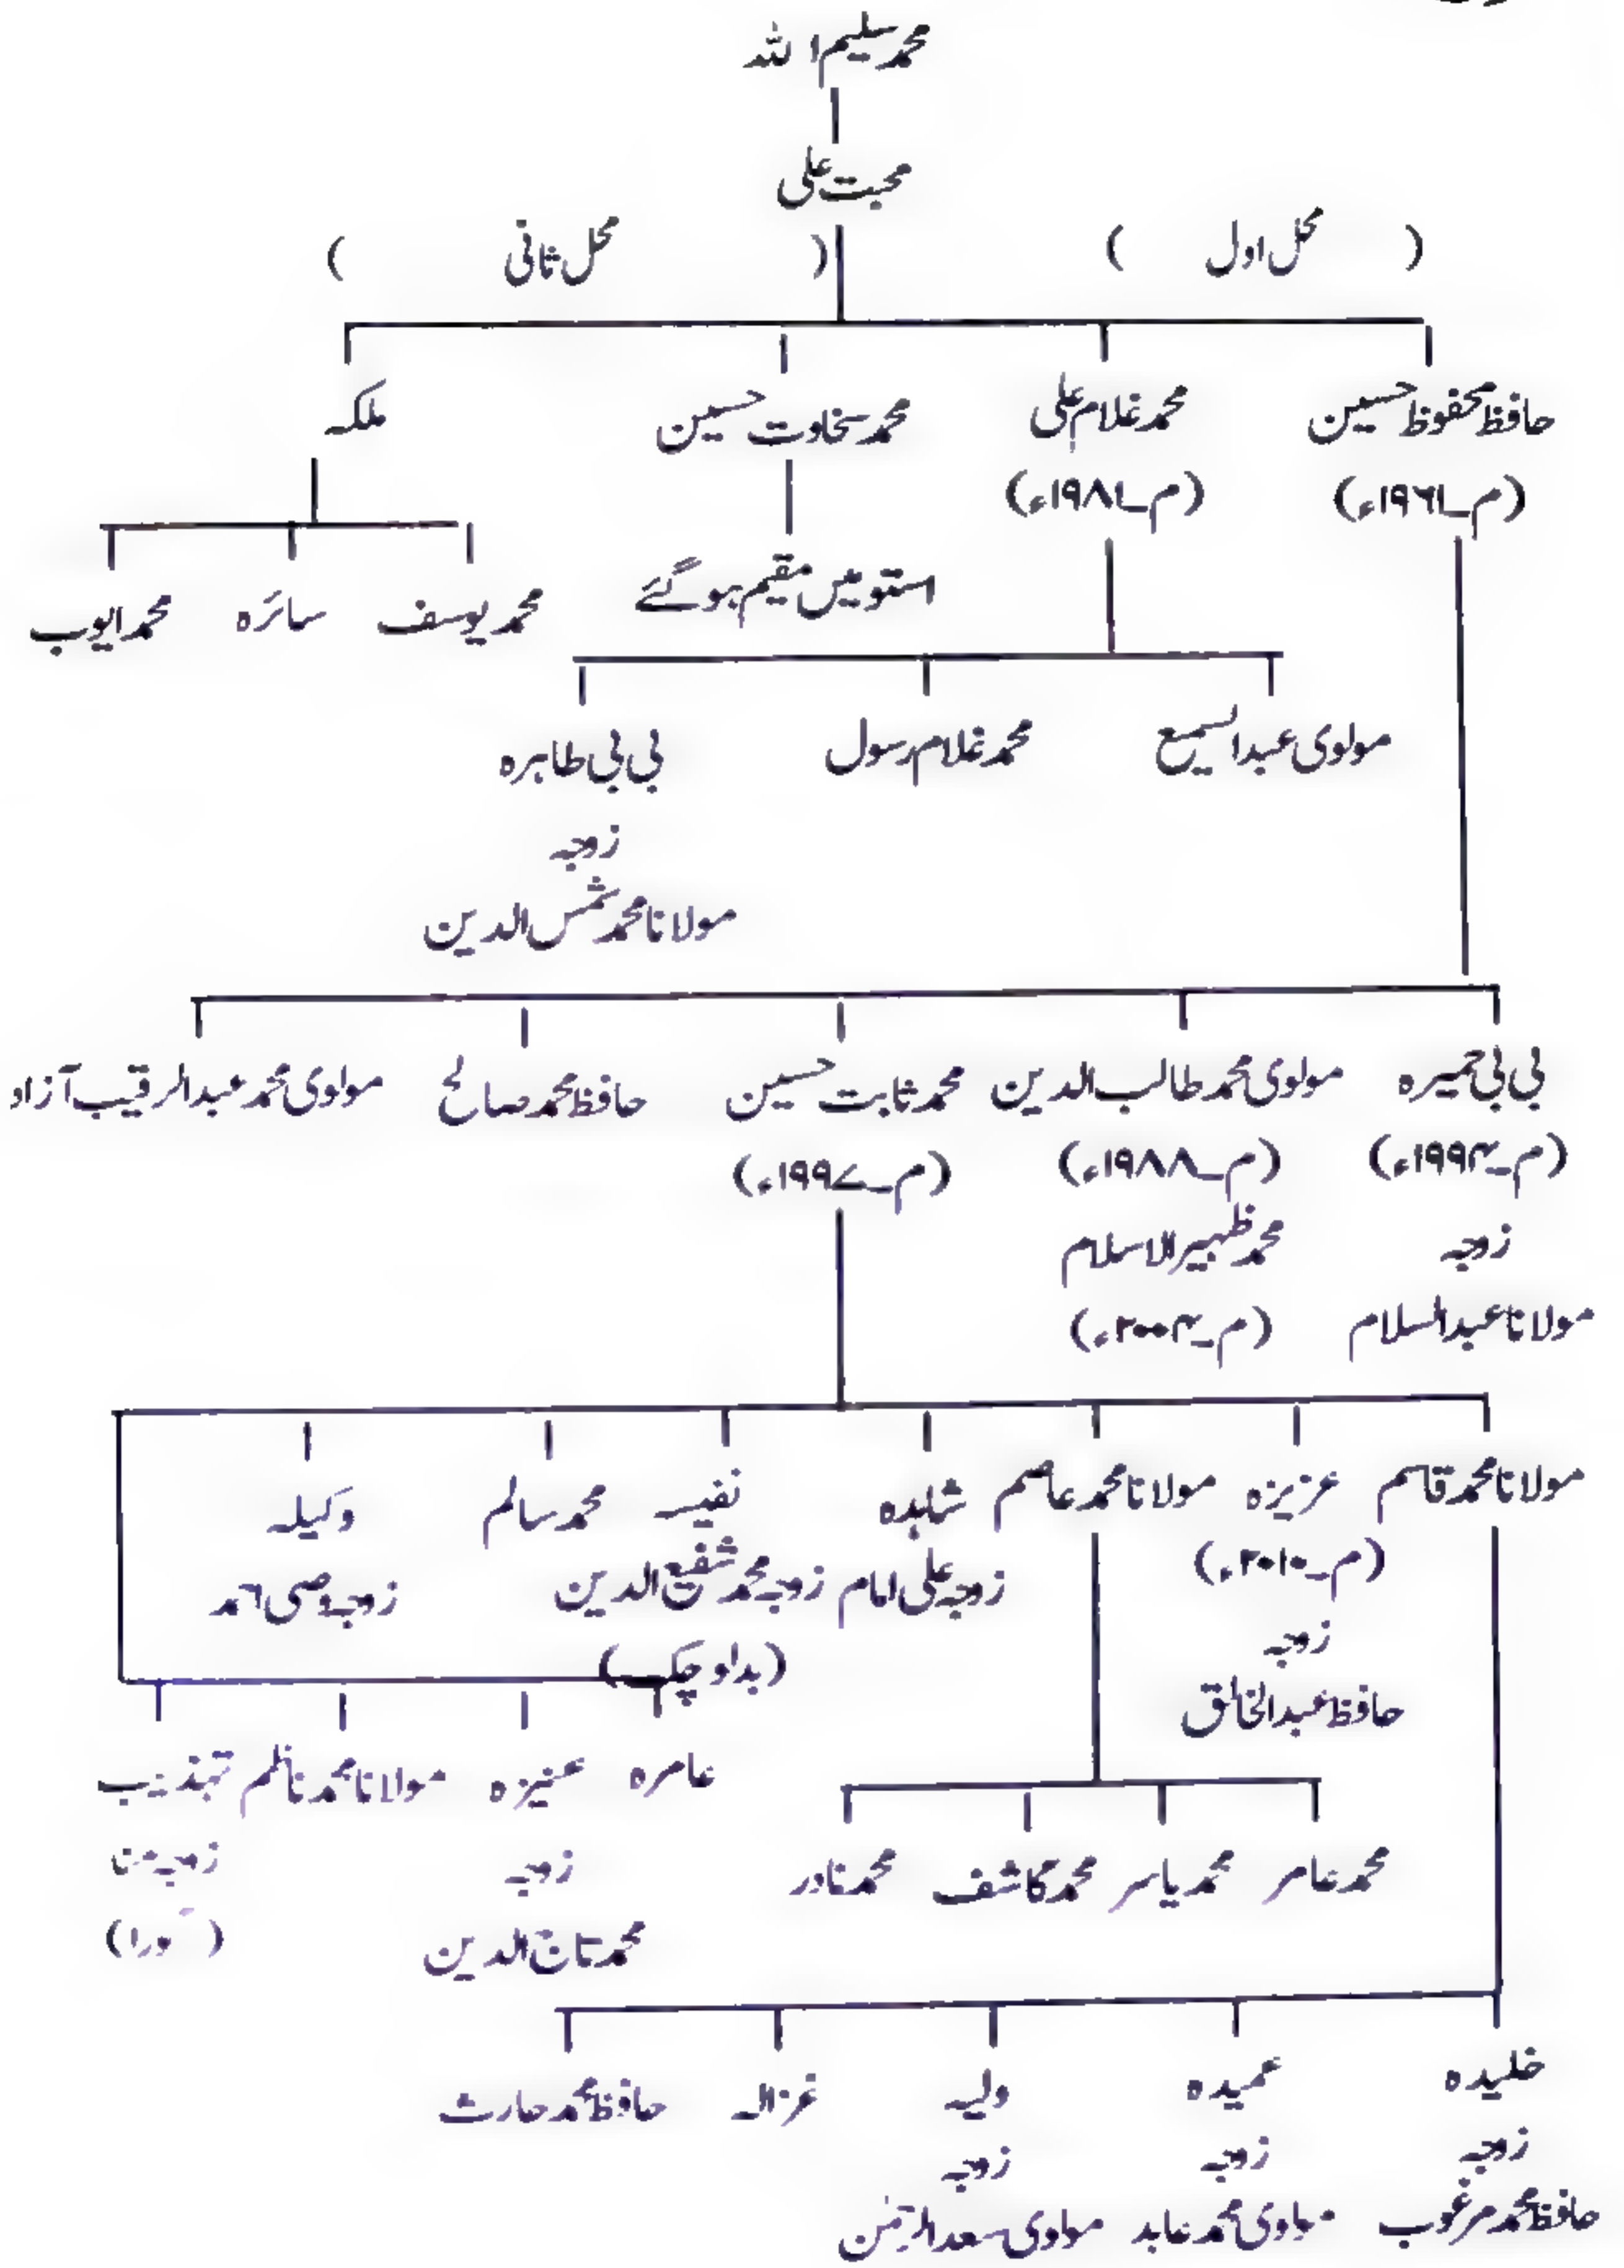 محمد سلیم اللہ
محبت علی
( محل اول ) ( محل ثانی )
حافظ محفوظ حسین محمد غلام علی محمد سخاوت حسین ملکہ
(م۔۱۹۶۱ء) (م۔۱۹۸۱ء)
استو میں مقیم ہوگئے
محمد یوسف سائرہ محمد ایوب
مولوی عبدالسمیع محمد غلام رسول بی بی طاہرہ
زوجہ
مولانا محمد شمس الدین
بی بی حمیرہ مولوی محمد طالب الدین محمد ثابت حسین حافظ محمد صالح مولوی محمد عبدالرقیب آزاد
(م۔۱۹۹۴ء) (م۔۱۹۸۸ء) (م۔۱۹۹۷ء)
زوجہ محمد ظہیر الاسلام
مولانا عبدالسلام (م۔۲۰۰۴ء)
مولانا محمد قاسم عزیزہ مولانا محمد عاصم شاہدہ نفیسہ محمد سالم وکیلہ
(م۔۲۰۱۰ء) زوجہ علی امام زوجہ محمد شفیع الدین زوجہ وصی احمد
زوجہ (بداو چک)
حافظ عبدالخالق
عامرہ عنیزہ مولانا محمد ناظم تہذیب
زوجہ زوجہ
محمد تاج الدین
محمد عامر محمد یاسر محمد کاشف محمد نادر
خلیدہ عمیدہ ولیہ غزالہ حافظ محمد حارث
زوجہ زوجہ زوجہ
حافظ محمد مرغوب مولوی محمد عابد مولوی سعد الرحمٰن